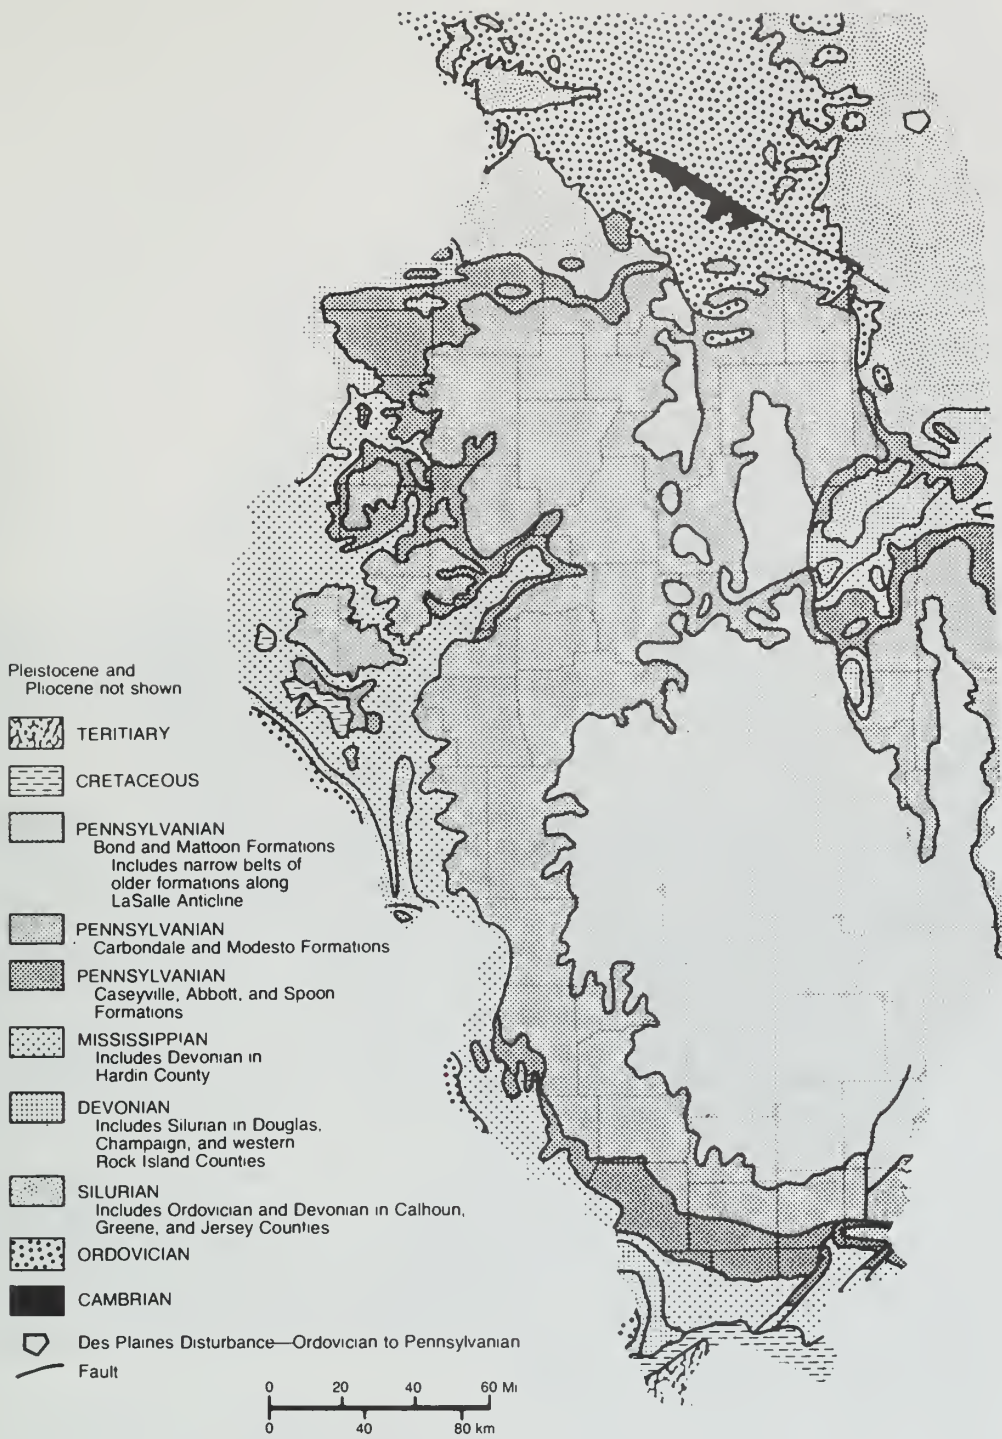 Pleistocene and
Pliocene not shown
TERITIARY
CRETACEOUS
PENNSYLVANIAN
Bond and Mattoon Formations
Includes narrow belts of
older formations along
LaSalle Anticline
PENNSYLVANIAN
Carbondale and Modesto Formations
PENNSYLVANIAN
Caseyville, Abbott, and Spoon
Formations
MISSISSIPPIAN
Includes Devonian in
Hardin County
DEVONIAN
Includes Silurian in Douglas,
Champaign, and western
Rock Island Counties
SILURIAN
Includes Ordovician and Devonian in Calhoun,
Greene, and Jersey Counties
ORDOVICIAN
CAMBRIAN
Des Plaines Disturbance—Ordovician to Pennsylvanian
Fault
0 20 40 60 Mi
0 40 80 km